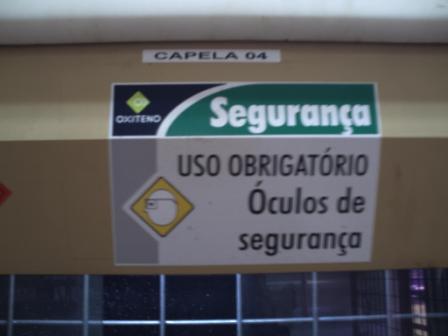 CAPELA 04
OXITENO
Segurança
USO OBRIGATÓRIO
Óculos de
segurança